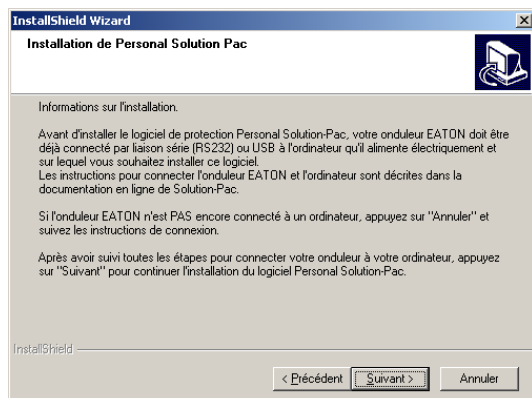 InstallShield Wizard
Installation de Personal Solution Pac
Informations sur l'installation.
Avant d'installer le logiciel de protection Personal Solution-Pac, votre onduleur EATON doit être
déjà connecté par liaison série (RS232) ou USB à l'ordinateur qu'il alimente électriquement et
sur lequel vous souhaitez installer ce logiciel.
Les instructions pour connecter l'onduleur EATON et l'ordinateur sont décrites dans la
documentation en ligne de Solution-Pac.
Si l'onduleur EATON n'est PAS encore connecté à un ordinateur, appuyez sur "Annuler" et
suivez les instructions de connexion.
Après avoir suivi toutes les étapes pour connecter votre onduleur à votre ordinateur, appuyez
sur "Suivant" pour continuer l'installation du logiciel Personal Solution-Pac.
InstallShield
< Précédent Suivant > Annuler